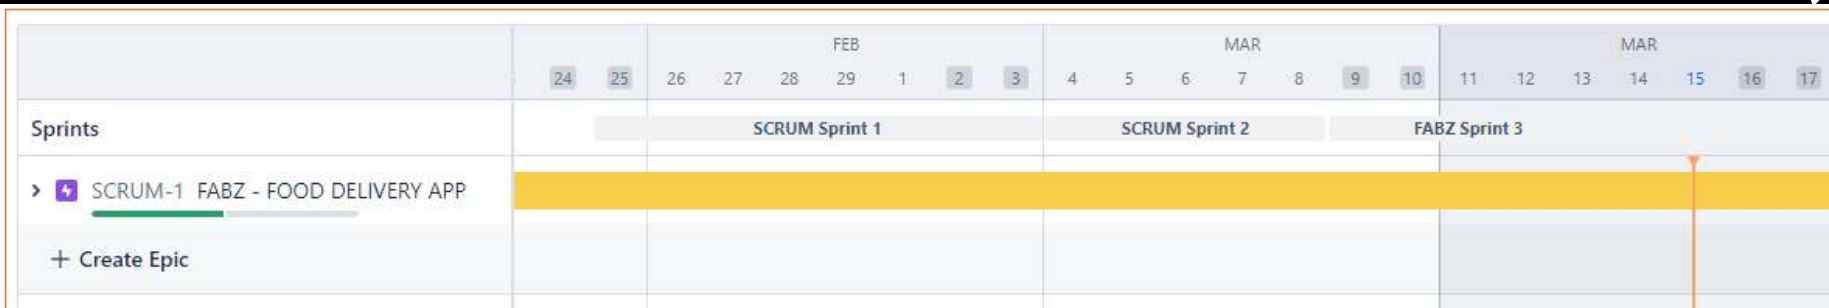 FEB MAR MAR
24 25 26 27 28 29 1 2 3 4 5 6 7 8 9 10 11 12 13 14 15 16 17
Sprints SCRUM Sprint 1 SCRUM Sprint 2 FABZ Sprint 3
SCRUM-1 FABZ - FOOD DELIVERY APP
+ Create Epic